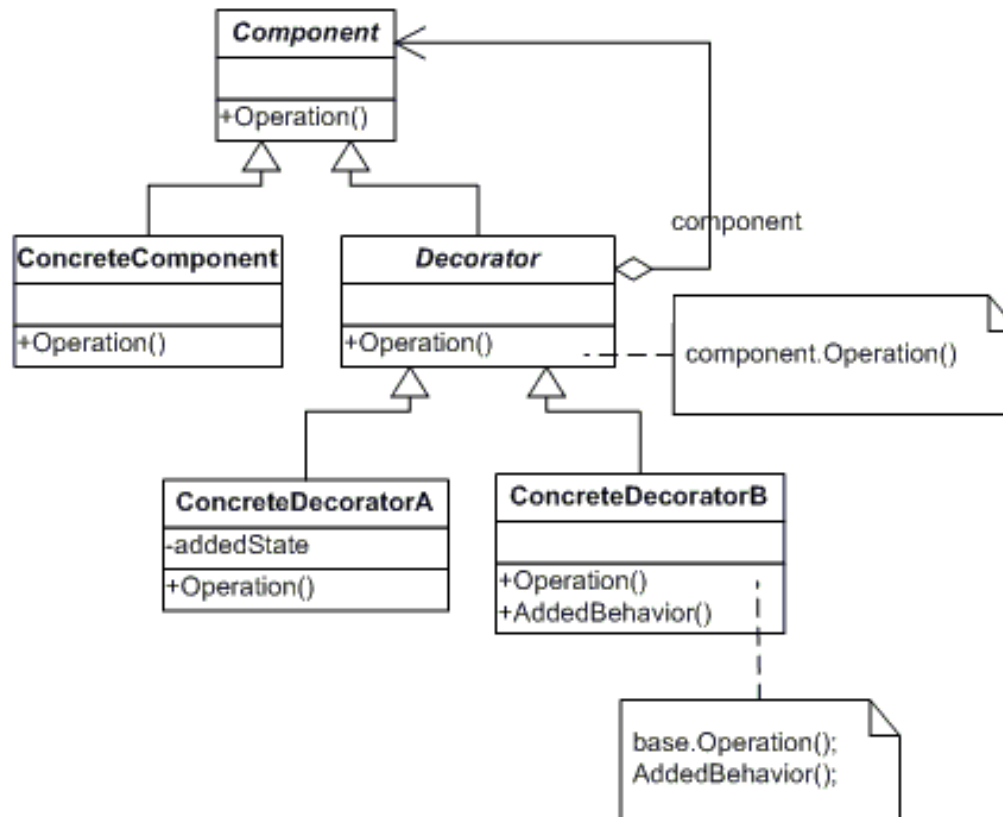 Component
+Operation()
component
ConcreteComponent
+Operation()
Decorator
+Operation()
component.Operation()
ConcreteDecoratorA
-addedState
+Operation()
ConcreteDecoratorB
+Operation()
+AddedBehavior()
base.Operation();
AddedBehavior();